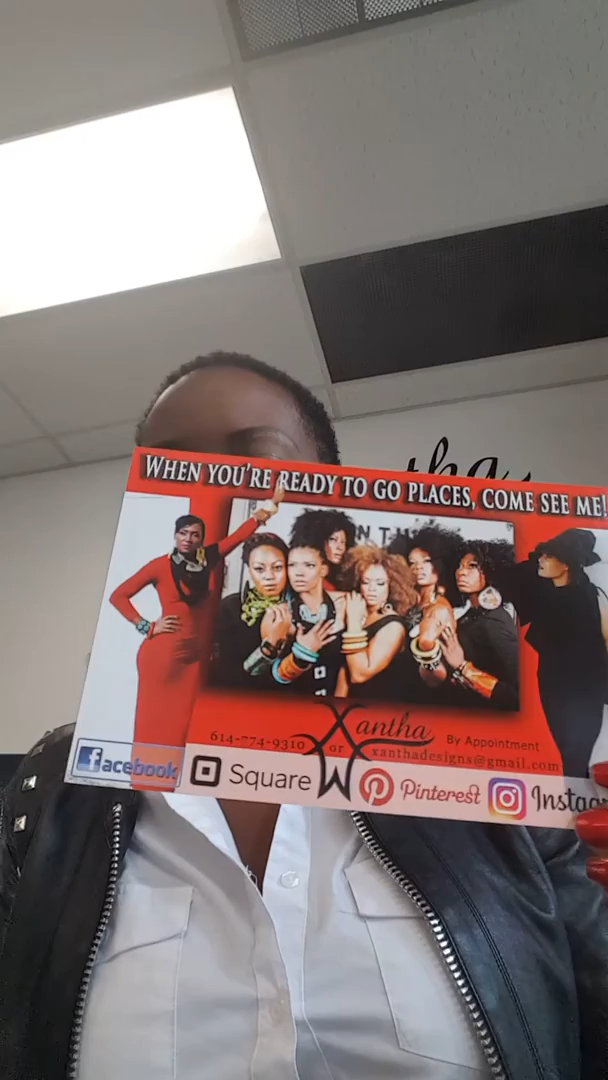 WHEN YOU'RE READY TO GO PLACES, COME SEE ME!
Xantha
614-774-9310 or xanthadesigns@gmail.com
By Appointment
W
facebook
Square
Pinterest